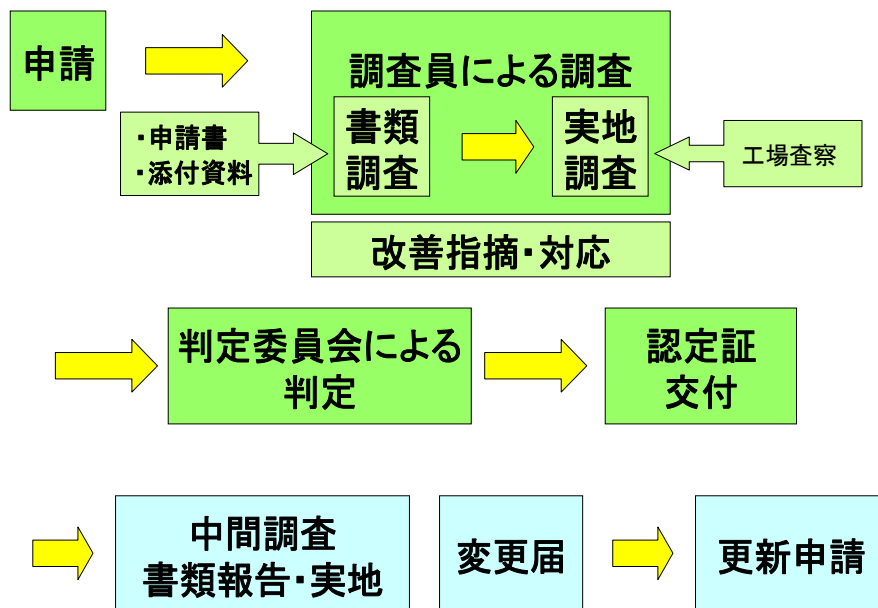 申請
調査員による調査
・申請書
・添付資料
書類
調査
実地
調査
工場査察
改善指摘・対応
判定委員会による
判定
認定証
交付
中間調査
書類報告・実地
変更届
更新申請